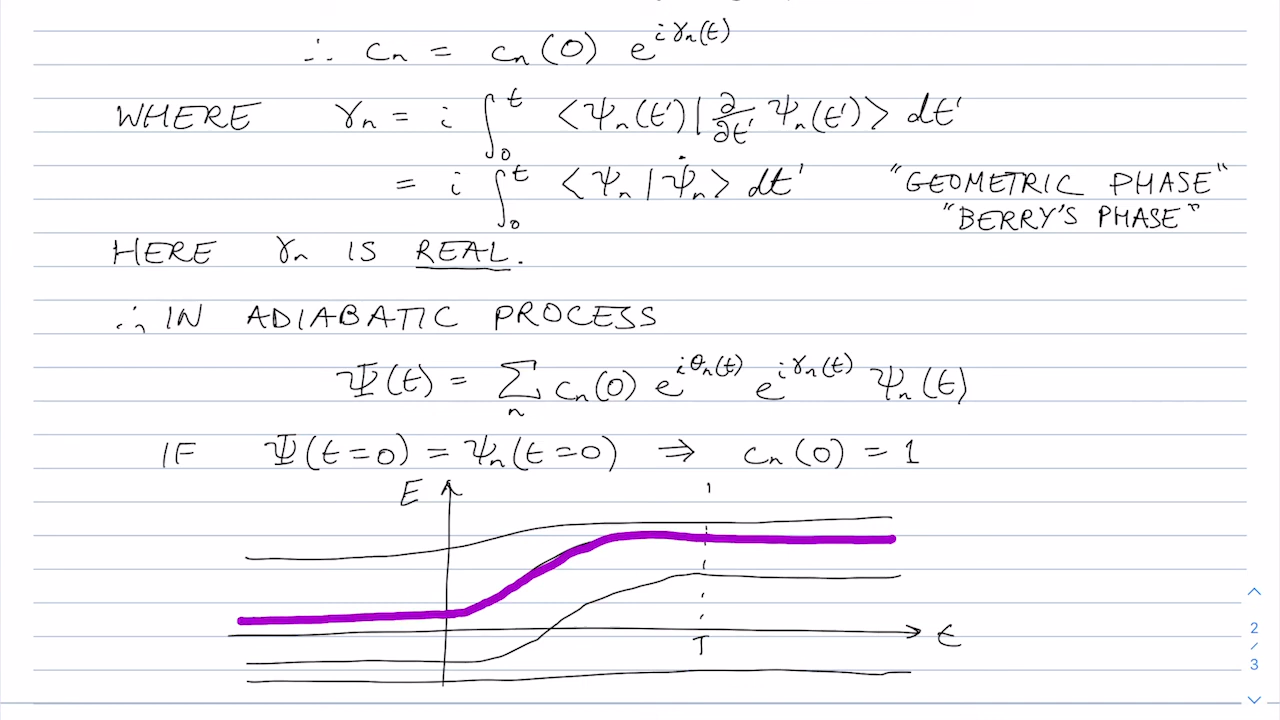 ∴ cₙ = cₙ(0) e^{iγₙ(t)}
WHERE γₙ = i ∫₀ᵗ <ψₙ(t')|∂/∂t' ψₙ(t')> dt'
= i ∫₀ᵗ <ψₙ|ψ̇ₙ> dt' "GEOMETRIC PHASE"
"BERRY'S PHASE"
HERE γₙ IS REAL.
∴ IN ADIABATIC PROCESS
Ψ(t) = Σₙ cₙ(0) e^{iθₙ(t)} e^{iγₙ(t)} ψₙ(t)
IF Ψ(t=0) = ψₙ(t=0) ⇒ cₙ(0) = 1
E
t
T
2
/
3